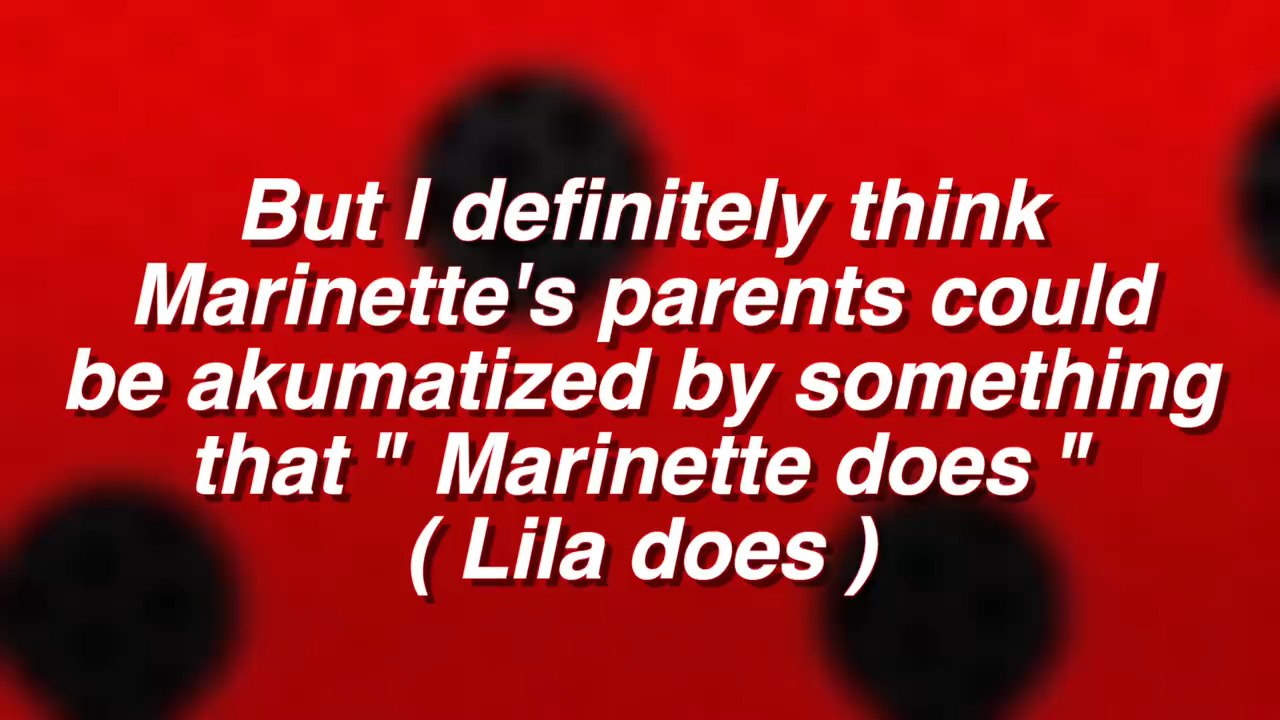 But I definitely think
Marinette's parents could
be akumatized by something
that " Marinette does "
( Lila does )